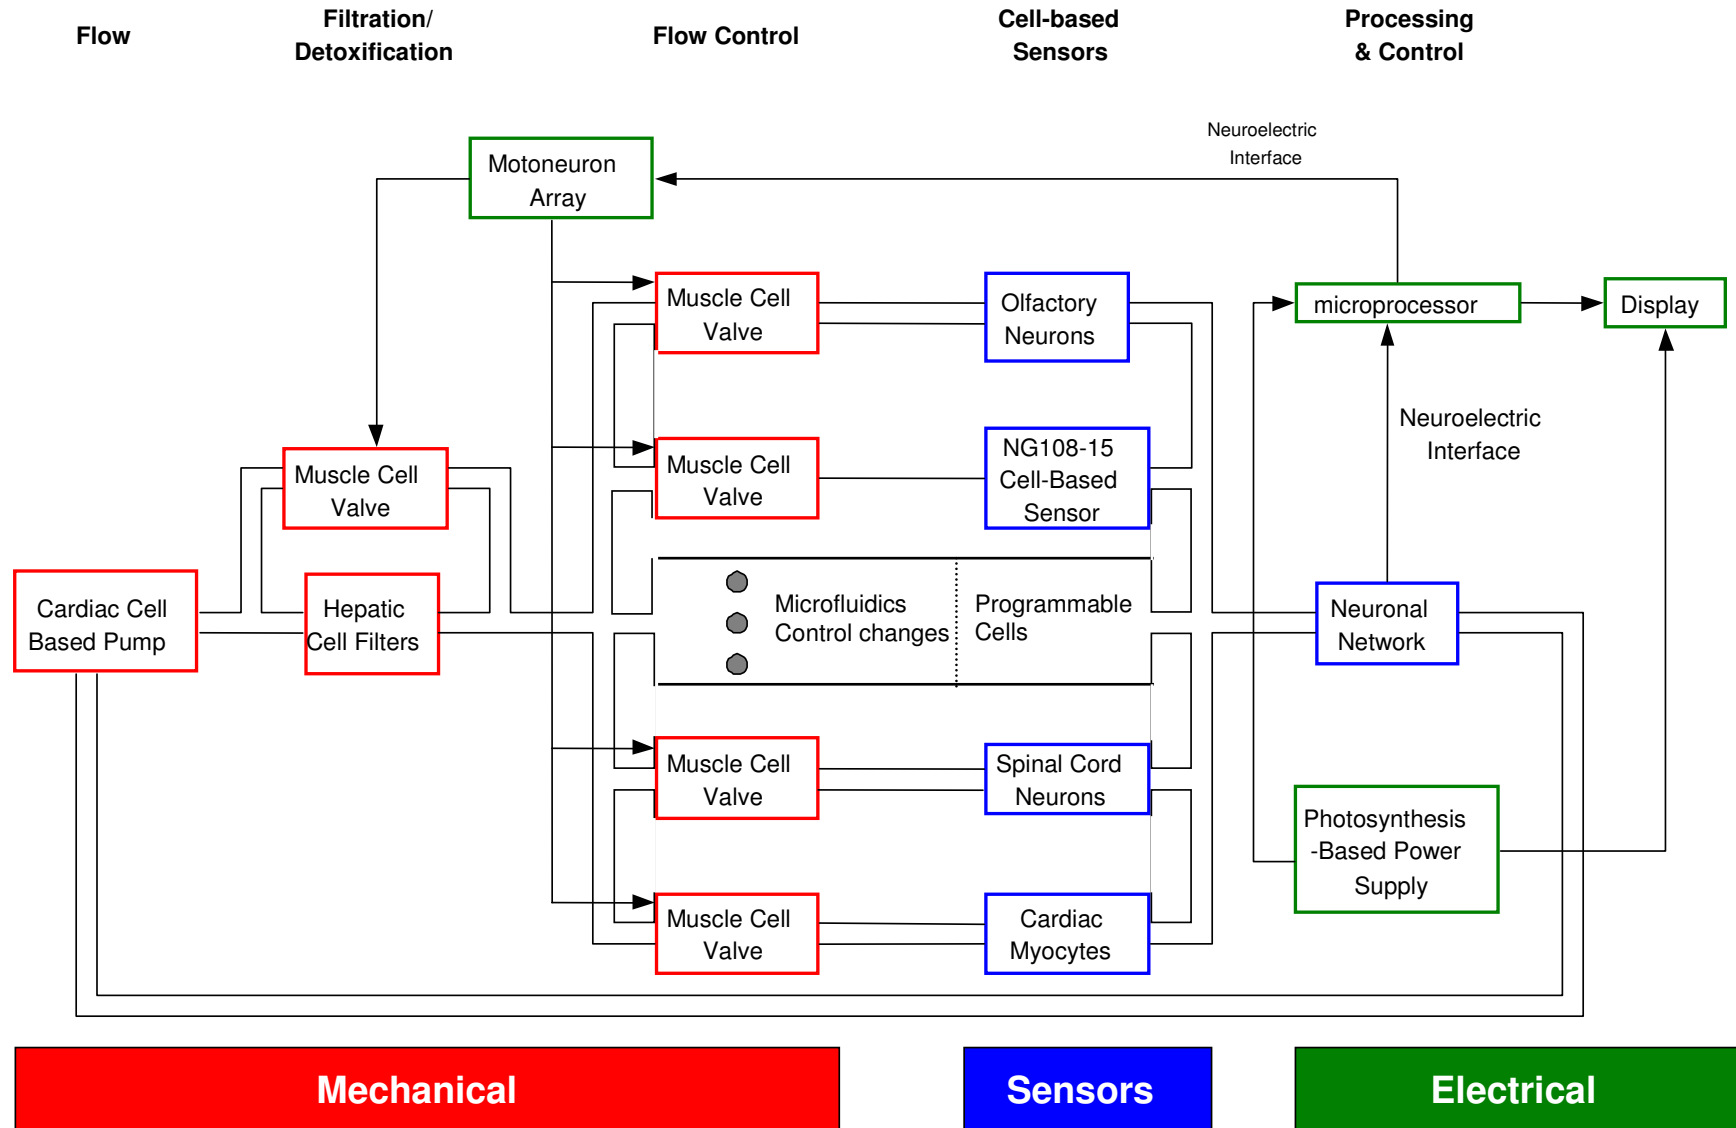 Flow
Filtration/
Detoxification
Flow Control
Cell-based
Sensors
Processing
& Control
Neuroelectric
Interface
Motoneuron
Array
Muscle Cell
Valve
Olfactory
Neurons
microprocessor
Display
Neuroelectric
Interface
Muscle Cell
Valve
Muscle Cell
Valve
NG108-15
Cell-Based
Sensor
Cardiac Cell
Based Pump
Hepatic
Cell Filters
Microfluidics
Control changes
Programmable
Cells
Neuronal
Network
Muscle Cell
Valve
Spinal Cord
Neurons
Photosynthesis
-Based Power
Supply
Muscle Cell
Valve
Cardiac
Myocytes
Mechanical
Sensors
Electrical